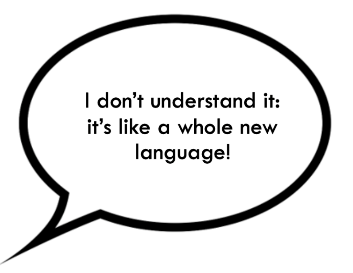 I don’t understand it:
it’s like a whole new
language!